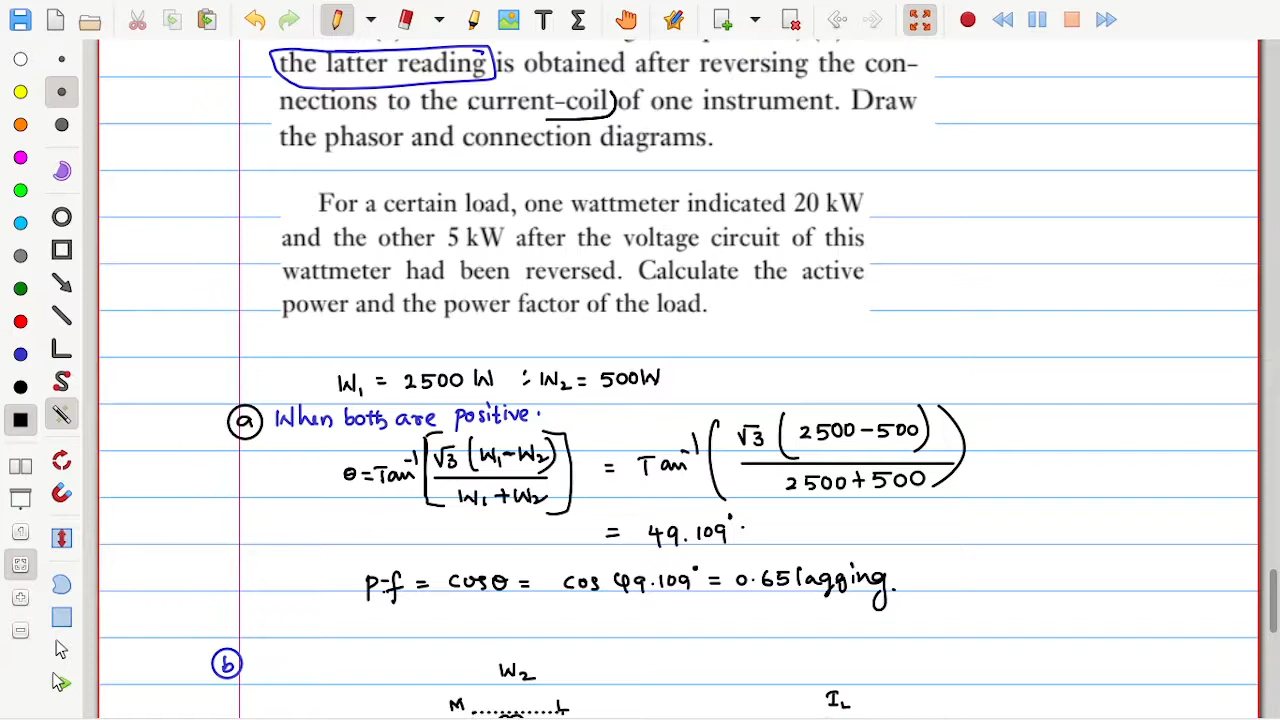 the latter reading is obtained after reversing the con-
nections to the current-coil of one instrument. Draw
the phasor and connection diagrams.
For a certain load, one wattmeter indicated 20 kW
and the other 5 kW after the voltage circuit of this
wattmeter had been reversed. Calculate the active
power and the power factor of the load.
W₁ = 2500 W : W₂ = 500W
ⓐ When both are positive.
θ = Tan⁻¹ [√3 (W₁-W₂) / W₁+W₂] = Tan⁻¹ (√3 (2500-500) / 2500+500)
= 49.109°.
p.f = cosθ = cos 49.109° = 0.65 lagging.
ⓑ
W₂
M L
I_L